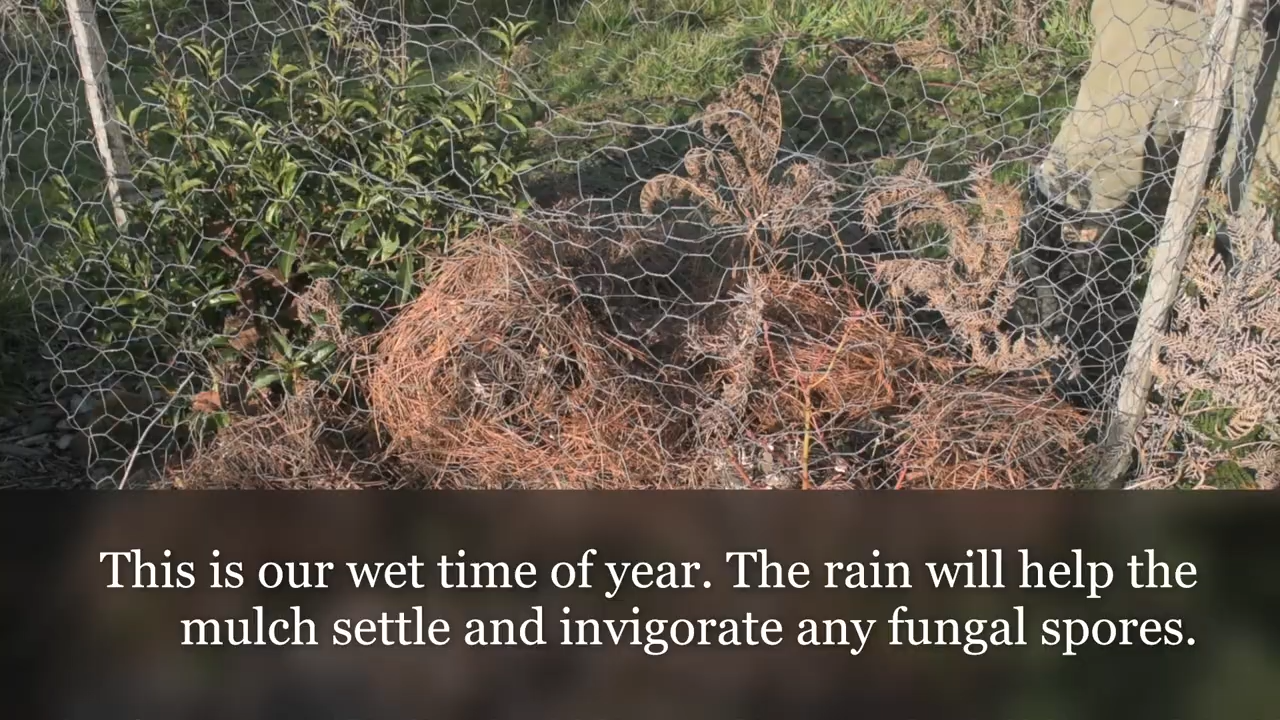 This is our wet time of year. The rain will help the
mulch settle and invigorate any fungal spores.